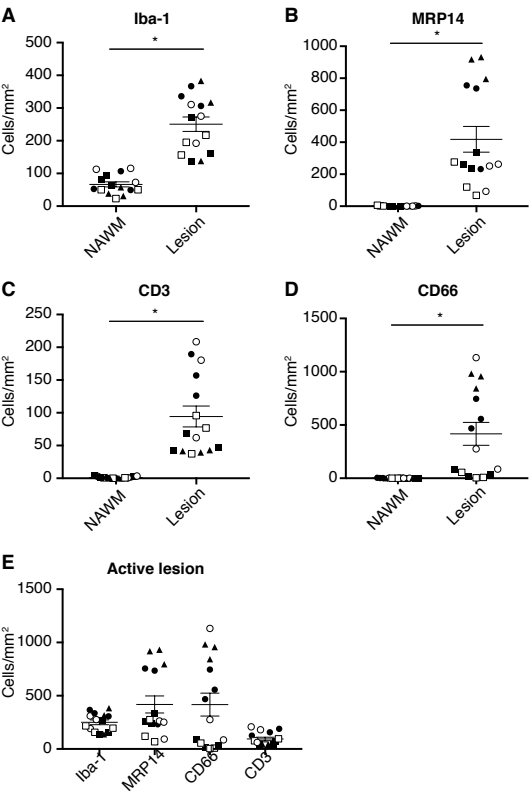 A
Iba-1
*
500
400
300
200
100
0
Cells/mm²
NAWM
Lesion
B
MRP14
*
1000
800
600
400
200
0
Cells/mm²
NAWM
Lesion
C
CD3
*
250
200
150
100
50
0
Cells/mm²
NAWM
Lesion
D
CD66
*
1500
1000
500
0
Cells/mm²
NAWM
Lesion
E
Active lesion
1500
1000
500
0
Cells/mm²
Iba-1
MRP14
CD66
CD3